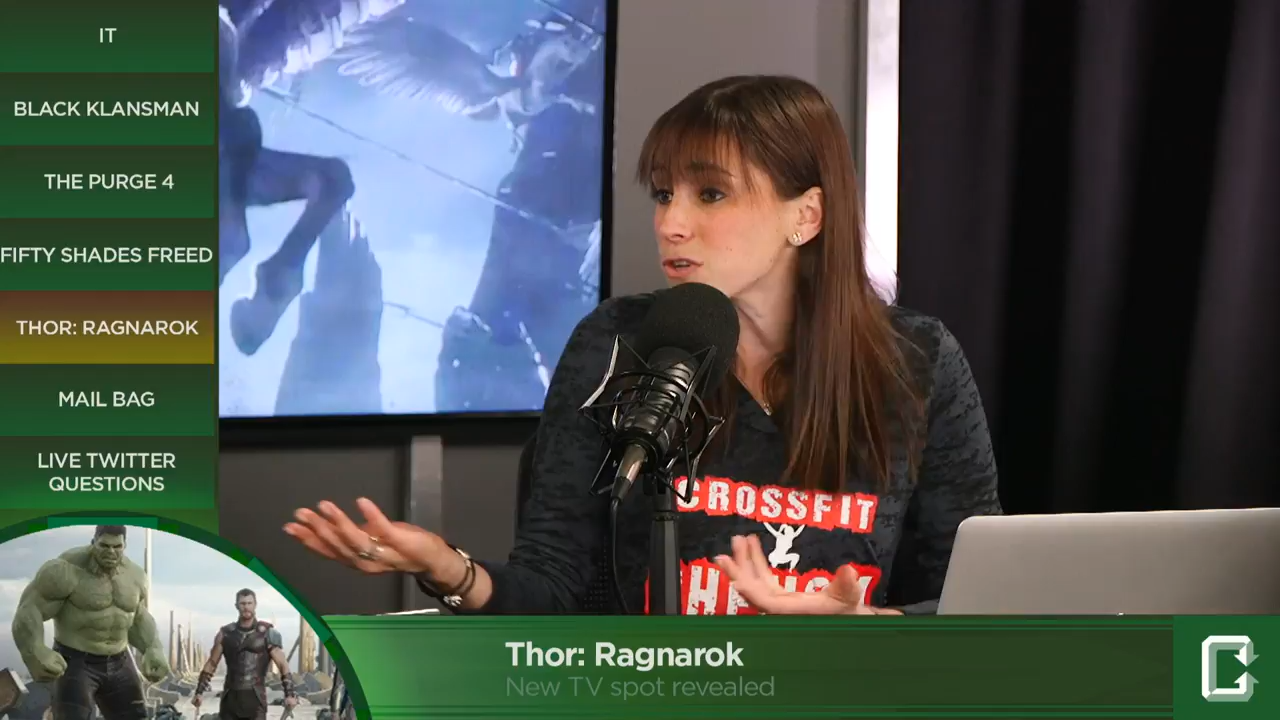 IT
BLACK KLANSMAN
THE PURGE 4
FIFTY SHADES FREED
THOR: RAGNAROK
MAIL BAG
LIVE TWITTER
QUESTIONS
CROSSFIT
Thor: Ragnarok
New TV spot revealed